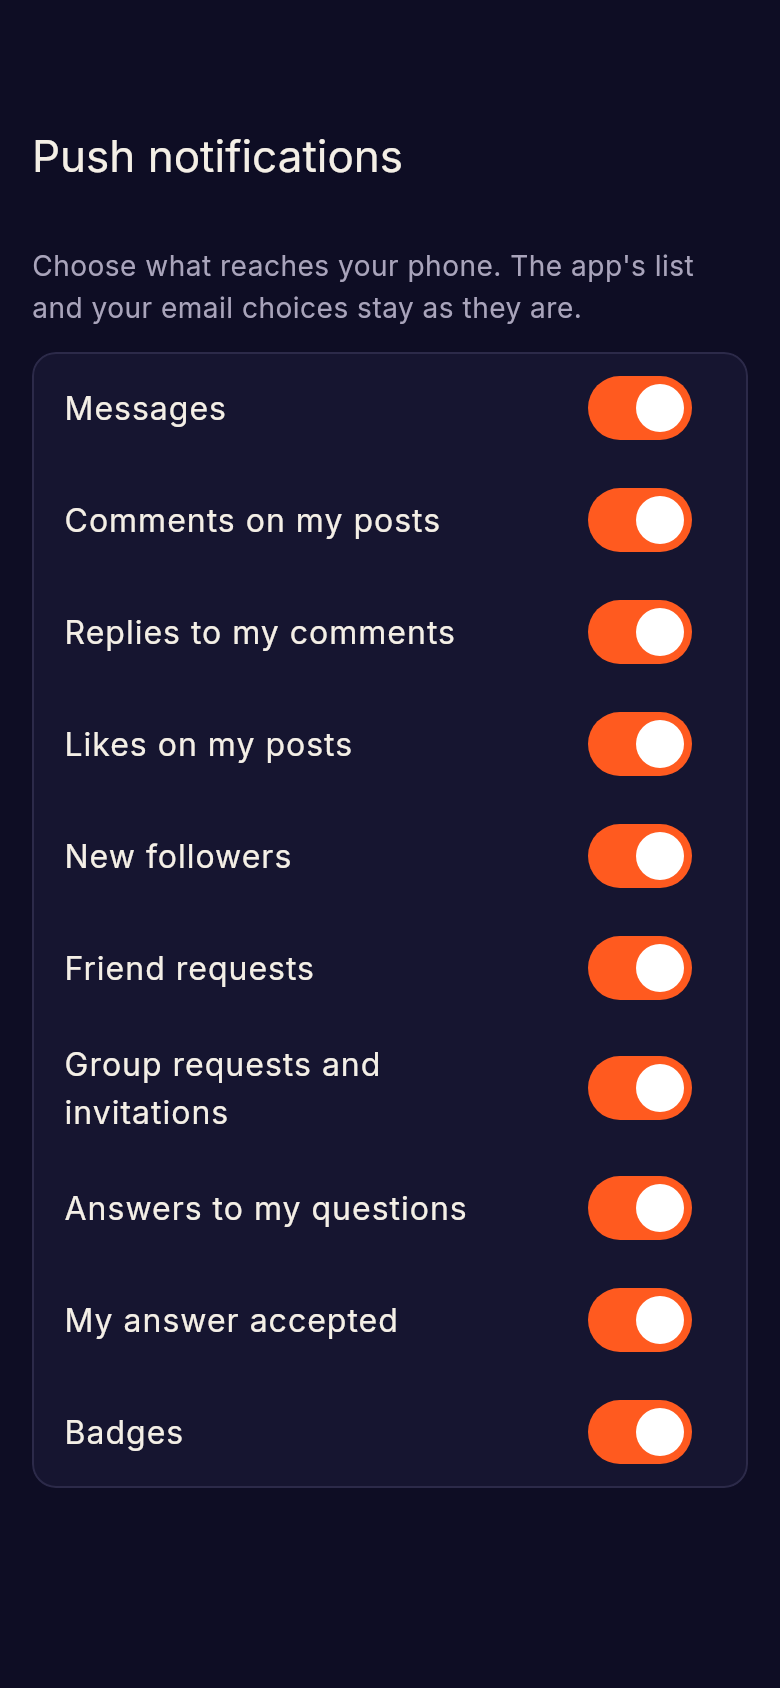 Push notifications
Choose what reaches your phone. The app's list
and your email choices stay as they are.
Messages
Comments on my posts
Replies to my comments
Likes on my posts
New followers
Friend requests
Group requests and
invitations
Answers to my questions
My answer accepted
Badges